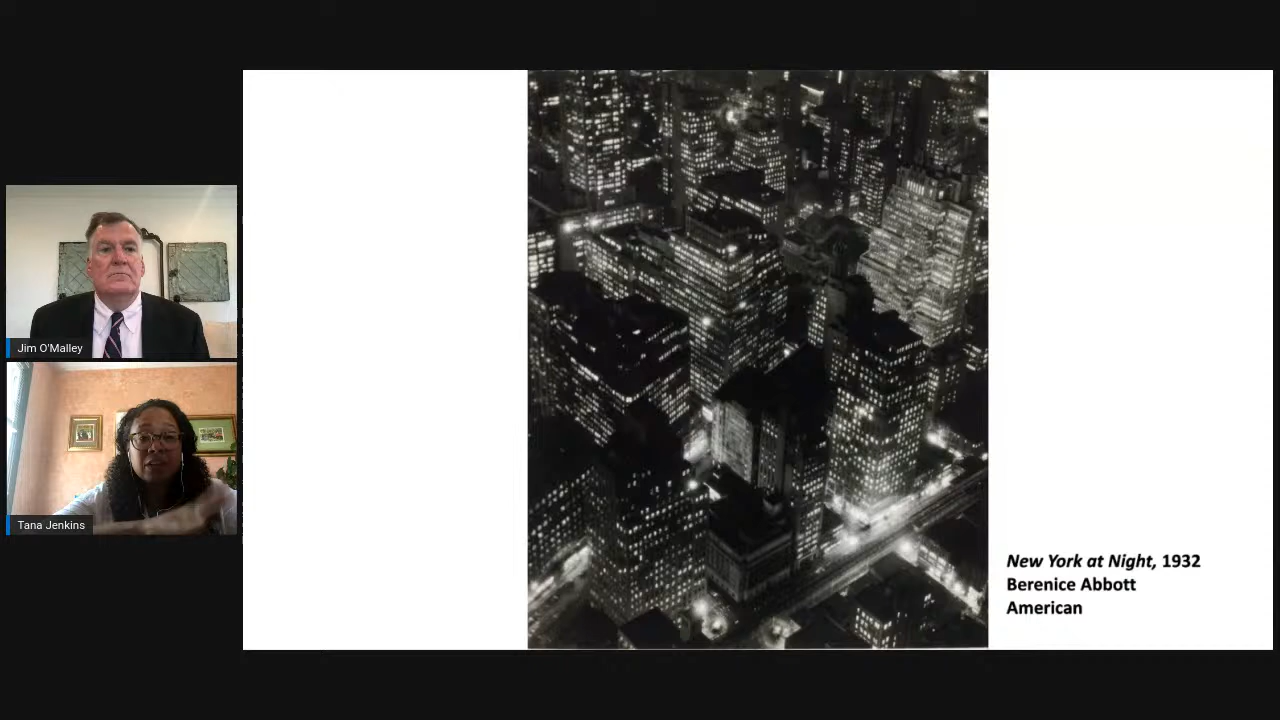 Jim O'Malley
Tana Jenkins
New York at Night, 1932
Berenice Abbott
American